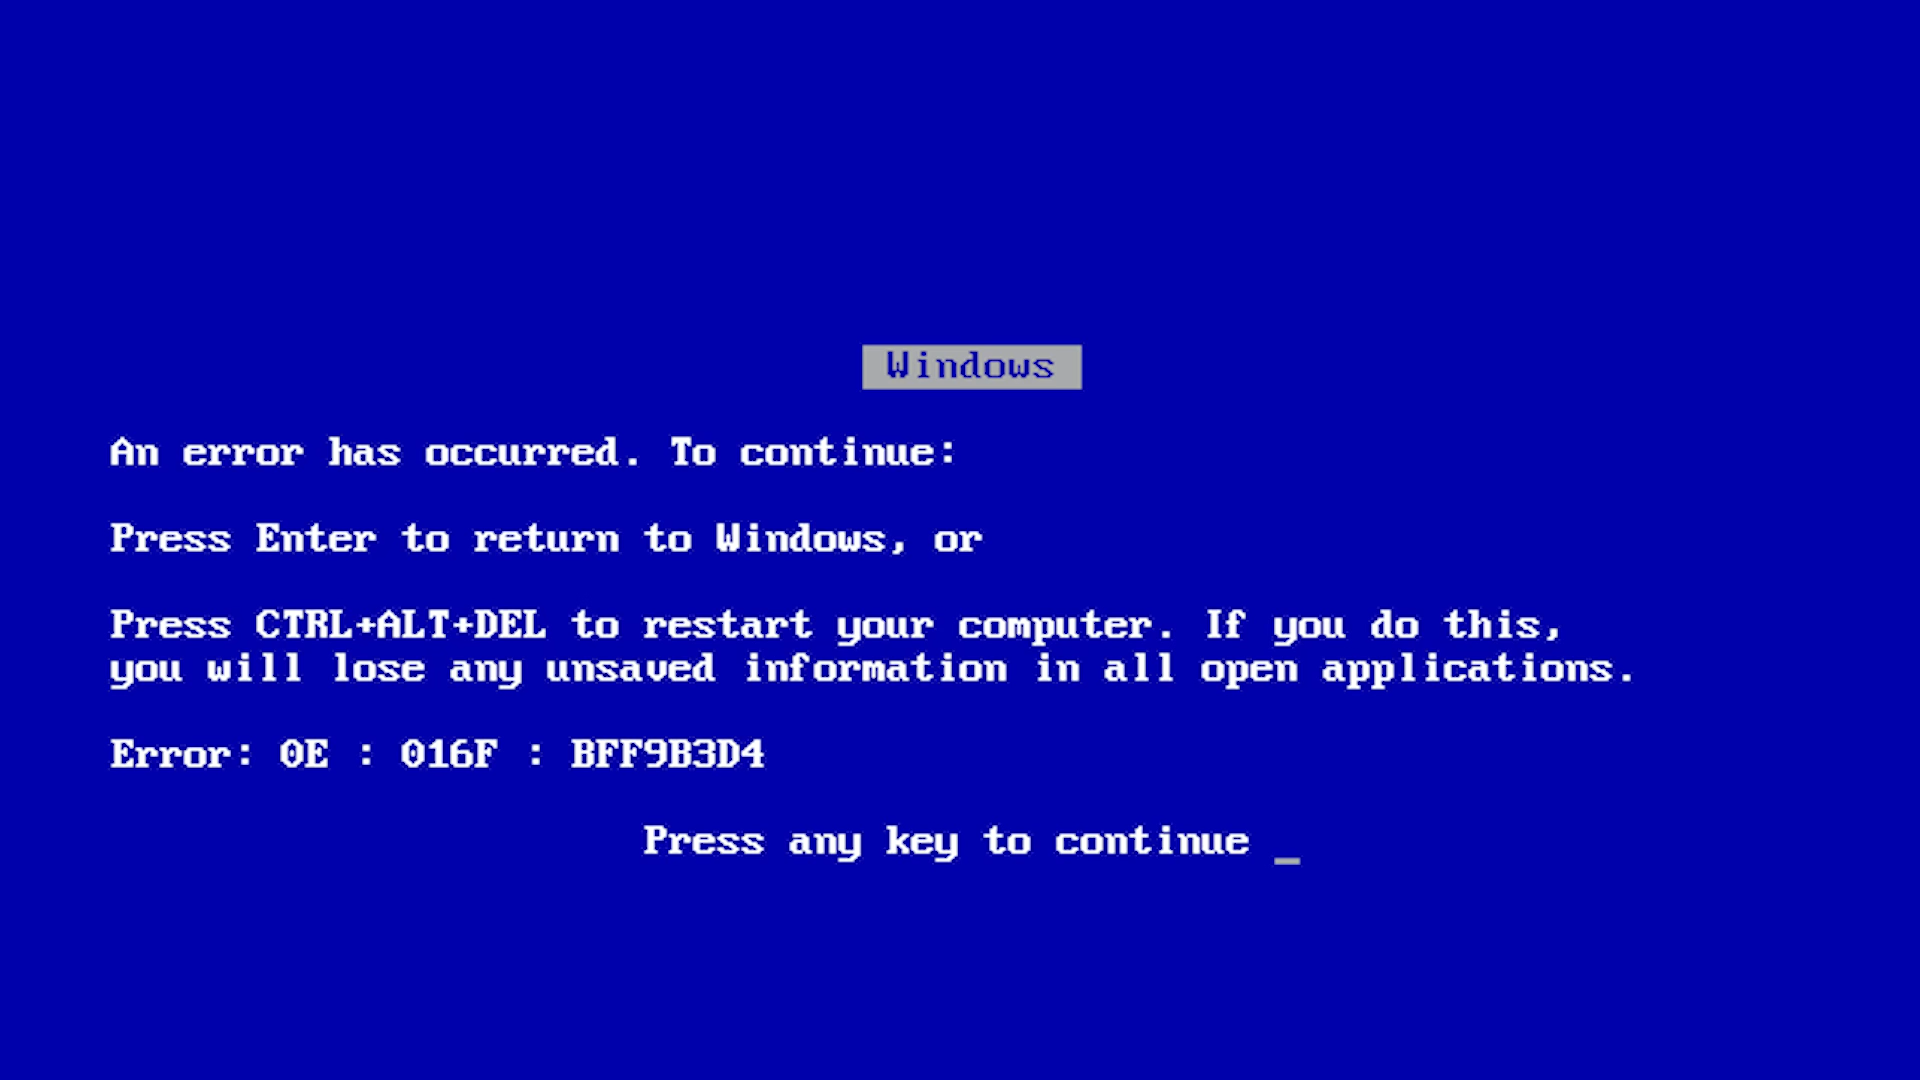 Windows
An error has occurred. To continue:
Press Enter to return to Windows, or
Press CTRL+ALT+DEL to restart your computer. If you do this,
you will lose any unsaved information in all open applications.
Error: 0E : 016F : BFF9B3D4
Press any key to continue _